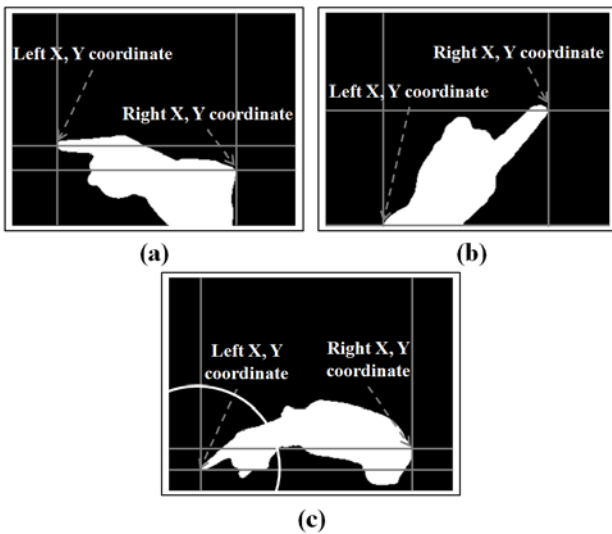 Left X, Y coordinate
Right X, Y coordinate
(a)
Right X, Y coordinate
Left X, Y coordinate
(b)
Left X, Y
coordinate
Right X, Y
coordinate
(c)